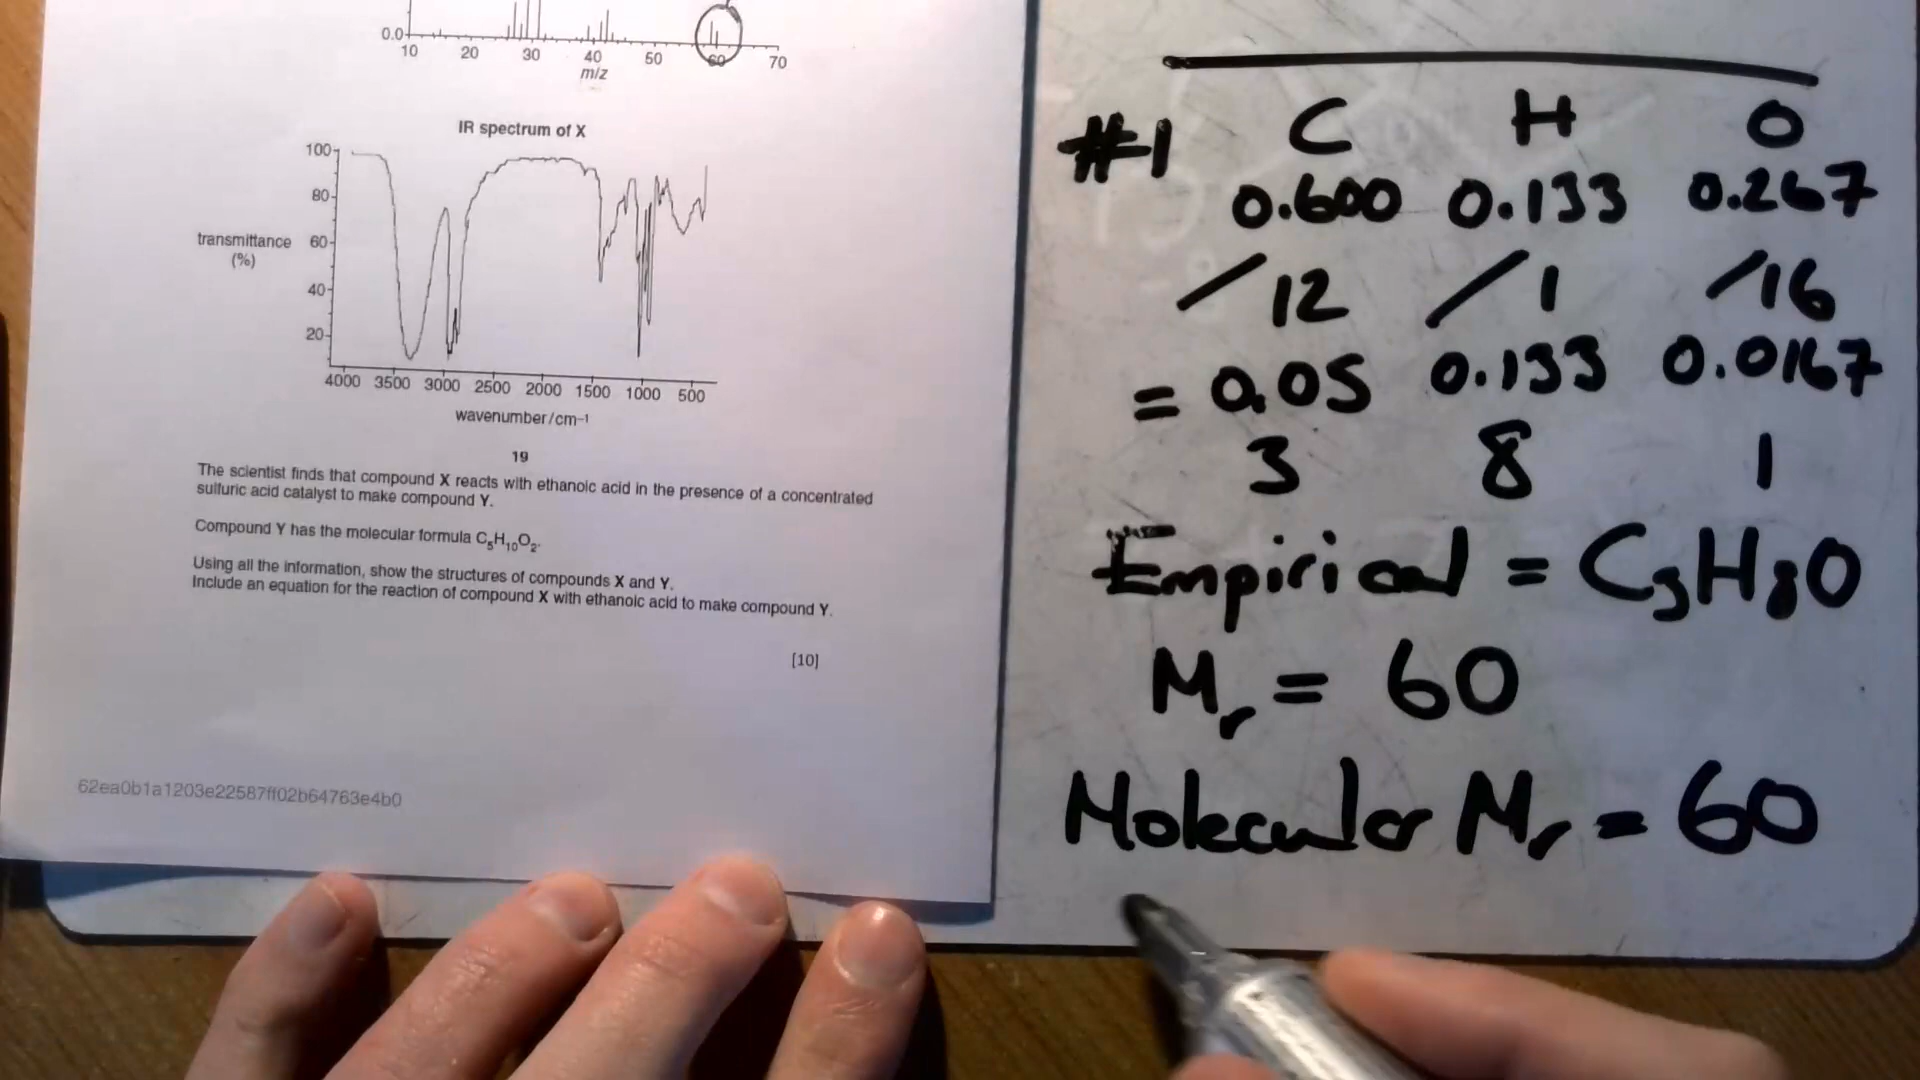 0.0
10 20 30 40 50 60 70
m/z
IR spectrum of X
100
80
transmittance 60
(%)
40
20
4000 3500 3000 2500 2000 1500 1000 500
wavenumber/cm⁻¹
19
The scientist finds that compound X reacts with ethanoic acid in the presence of a concentrated
sulfuric acid catalyst to make compound Y.
Compound Y has the molecular formula C₅H₁₀O₂.
Using all the information, show the structures of compounds X and Y.
Include an equation for the reaction of compound X with ethanoic acid to make compound Y.
[10]
62ea0b1a1203e22587ff02b64763e4b0
#1 C H O
0.600 0.133 0.267
/12 /1 /16
= 0.05 0.133 0.0167
3 8 1
Empirical = C₃H₈O
Mr = 60
Molecular Mr = 60